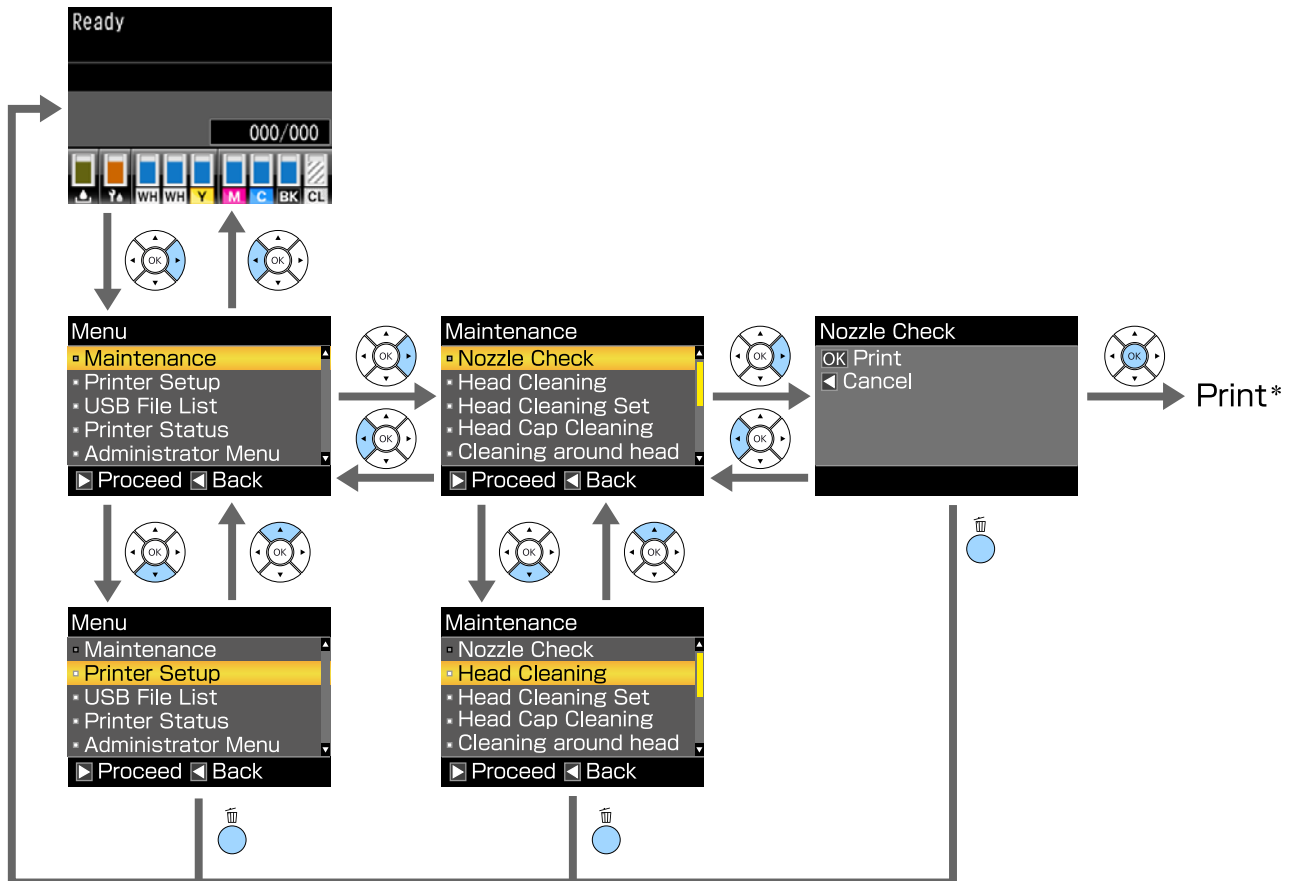 Ready
000/000
WH WH Y M C BK CL
OK OK
Menu
Maintenance
Printer Setup
USB File List
Printer Status
Administrator Menu
Proceed Back
OK
OK
Maintenance
Nozzle Check
Head Cleaning
Head Cleaning Set
Head Cap Cleaning
Cleaning around head
Proceed Back
OK
OK
Nozzle Check
OK Print
Cancel
OK
Print*
OK OK
OK OK
Menu
Maintenance
Printer Setup
USB File List
Printer Status
Administrator Menu
Proceed Back
Maintenance
Nozzle Check
Head Cleaning
Head Cleaning Set
Head Cap Cleaning
Cleaning around head
Proceed Back